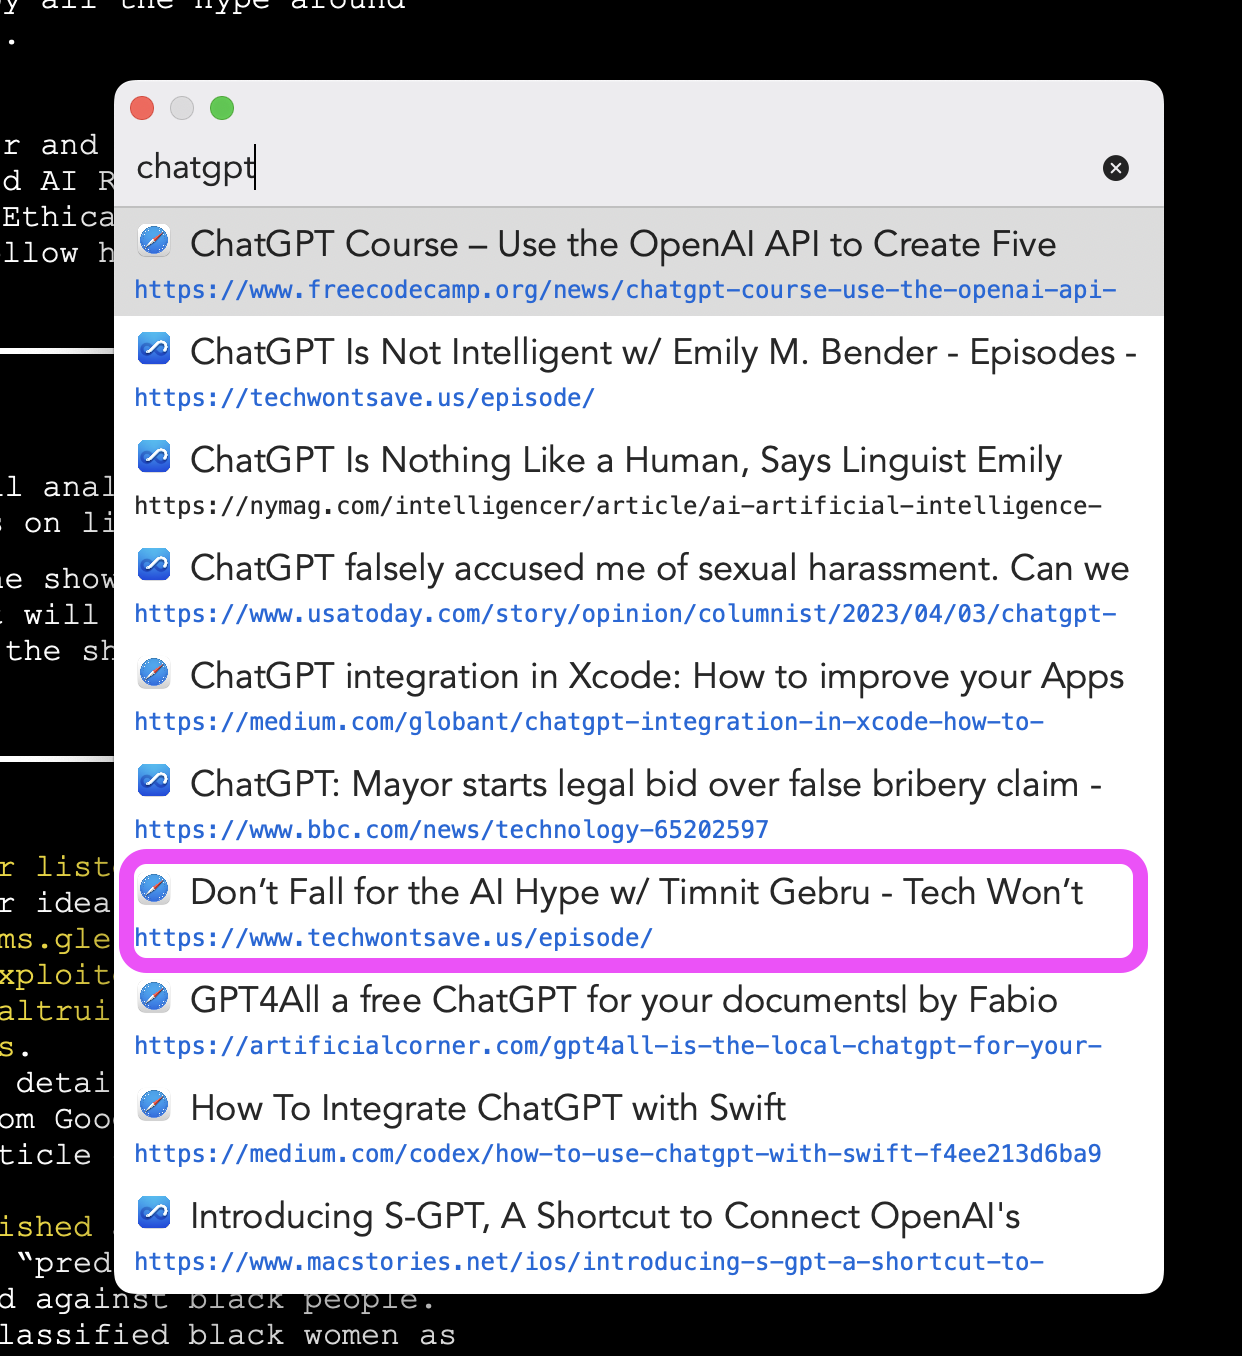 y all the hype around
.
r and
d AI R
Ethica
llow h
chatgpt
ChatGPT Course – Use the OpenAI API to Create Five
https://www.freecodecamp.org/news/chatgpt-course-use-the-openai-api-
ChatGPT Is Not Intelligent w/ Emily M. Bender - Episodes -
https://techwontsave.us/episode/
ChatGPT Is Nothing Like a Human, Says Linguist Emily
https://nymag.com/intelligencer/article/ai-artificial-intelligence-
ChatGPT falsely accused me of sexual harassment. Can we
https://www.usatoday.com/story/opinion/columnist/2023/04/03/chatgpt-
ChatGPT integration in Xcode: How to improve your Apps
https://medium.com/globant/chatgpt-integration-in-xcode-how-to-
ChatGPT: Mayor starts legal bid over false bribery claim -
https://www.bbc.com/news/technology-65202597
Don’t Fall for the AI Hype w/ Timnit Gebru - Tech Won’t
https://www.techwontsave.us/episode/
GPT4All a free ChatGPT for your documents| by Fabio
https://artificialcorner.com/gpt4all-is-the-local-chatgpt-for-your-
How To Integrate ChatGPT with Swift
https://medium.com/codex/how-to-use-chatgpt-with-swift-f4ee213d6ba9
Introducing S-GPT, A Shortcut to Connect OpenAI's
https://www.macstories.net/ios/introducing-s-gpt-a-shortcut-to-
ll anal
s on li
he show
t will
the sh
r list
r idea
ms.gle
xploit
altrui
s.
detai
om Goo
ticle
ished
“pred
d against black people.
lassified black women as